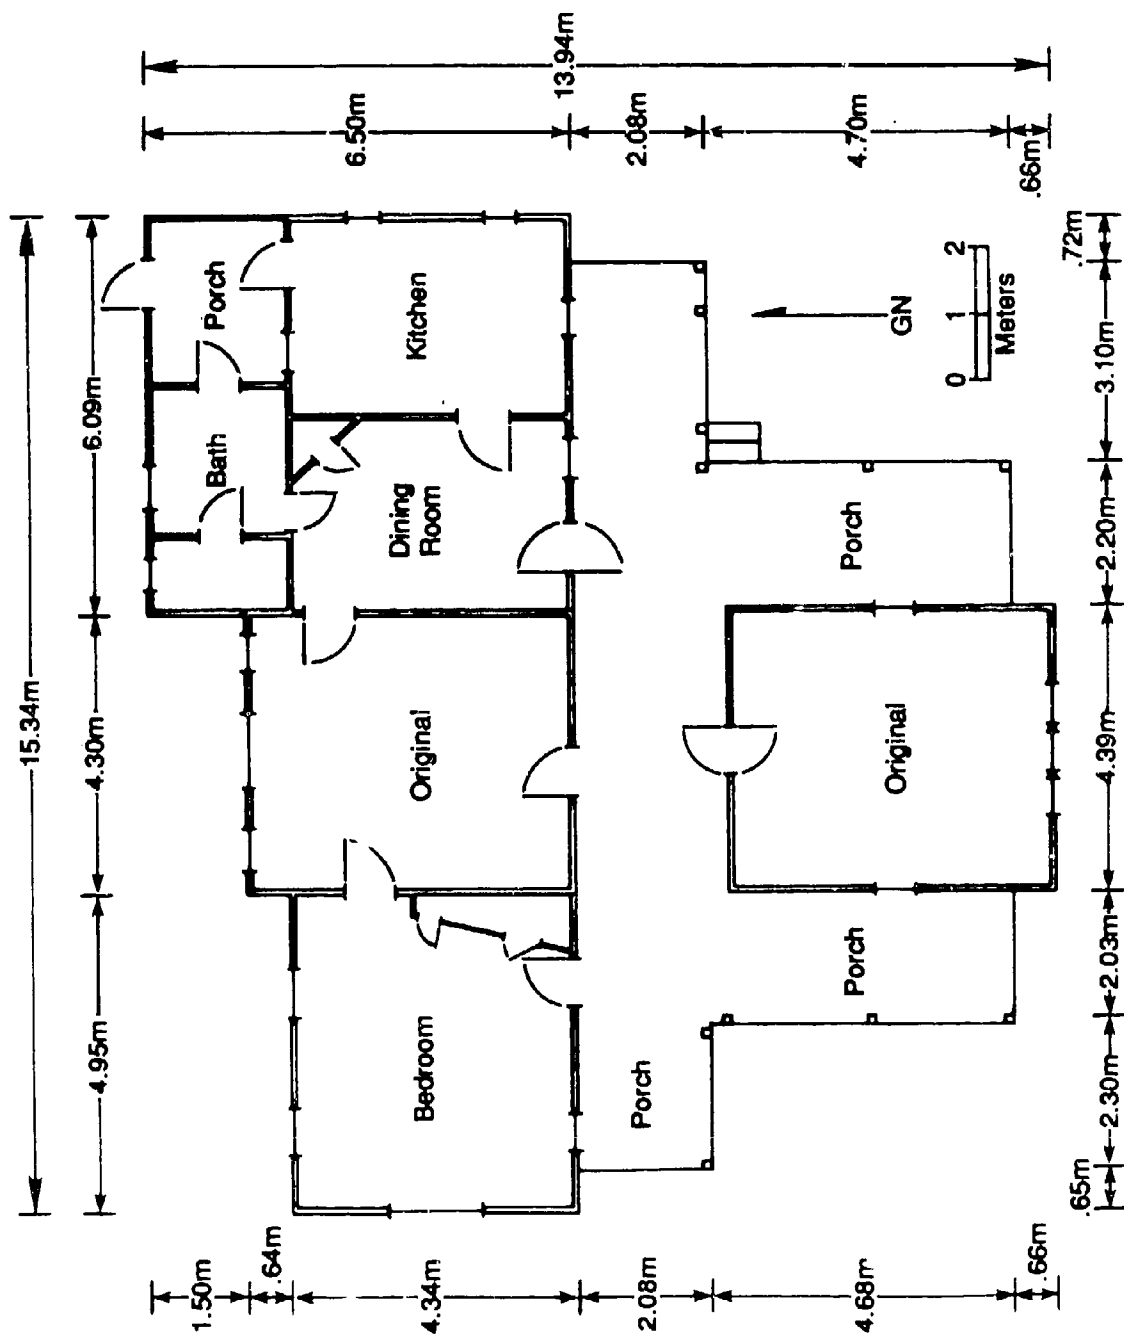 15.34m
4.95m
4.30m
6.09m
13.94m
6.50m
2.08m
4.70m
.66m
1.50m
.64m
4.34m
2.08m
4.68m
.66m
Porch
Bath
Kitchen
Dining
Room
Original
Bedroom
Porch
Porch
Original
Porch
GN
0 1 2
Meters
.65m
2.30m
2.03m
4.39m
2.20m
3.10m
.72m